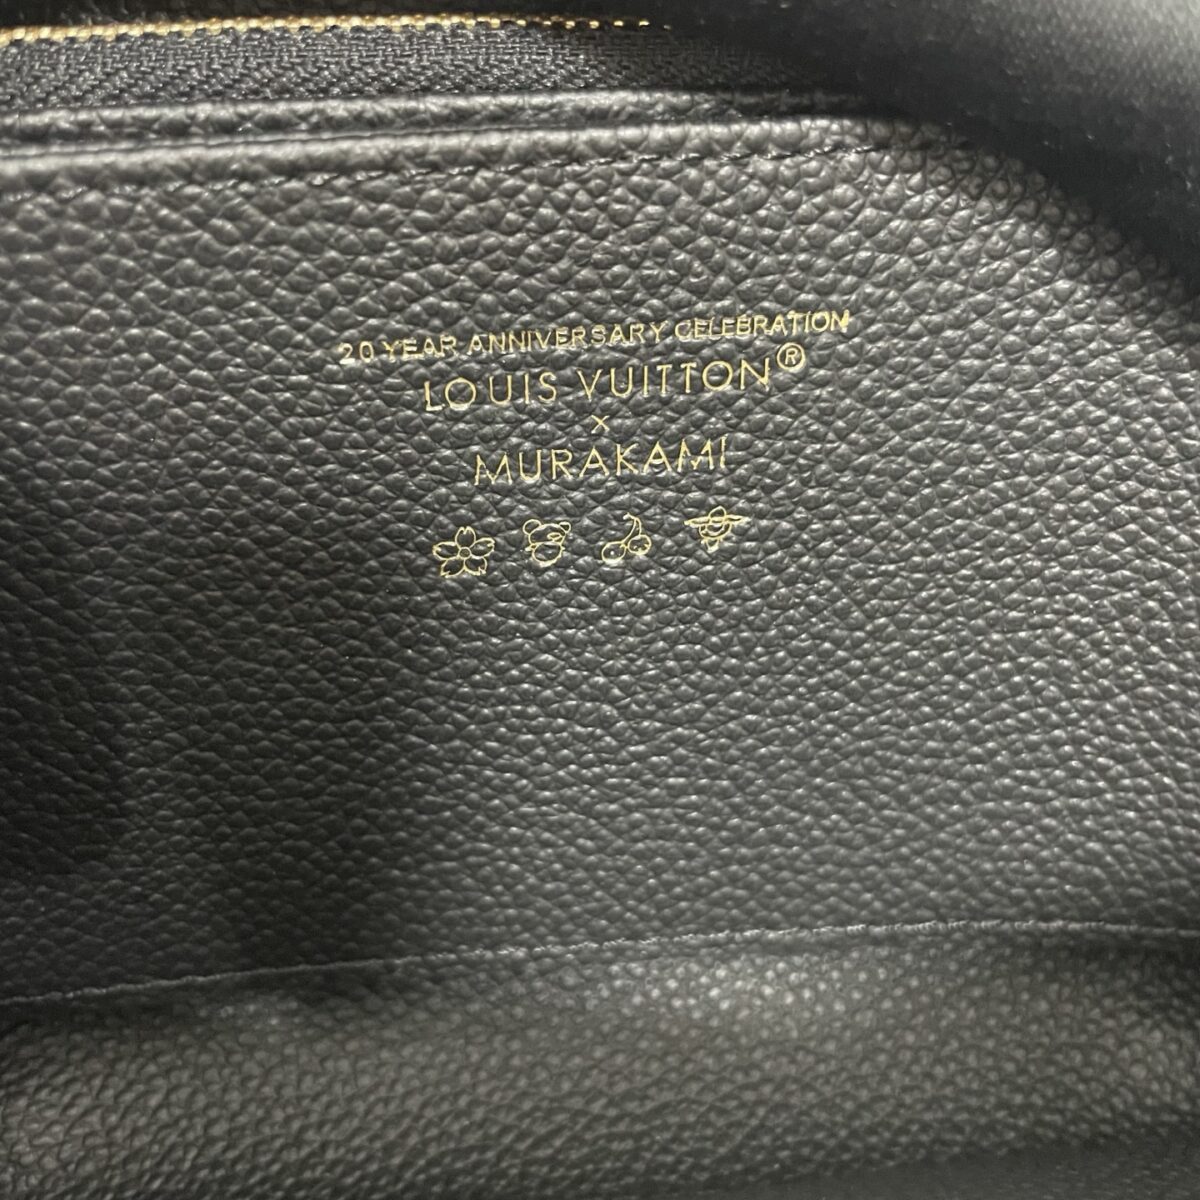 20 YEAR ANNIVERSARY CELEBRATION
LOUIS VUITTON®
x
MURAKAMI